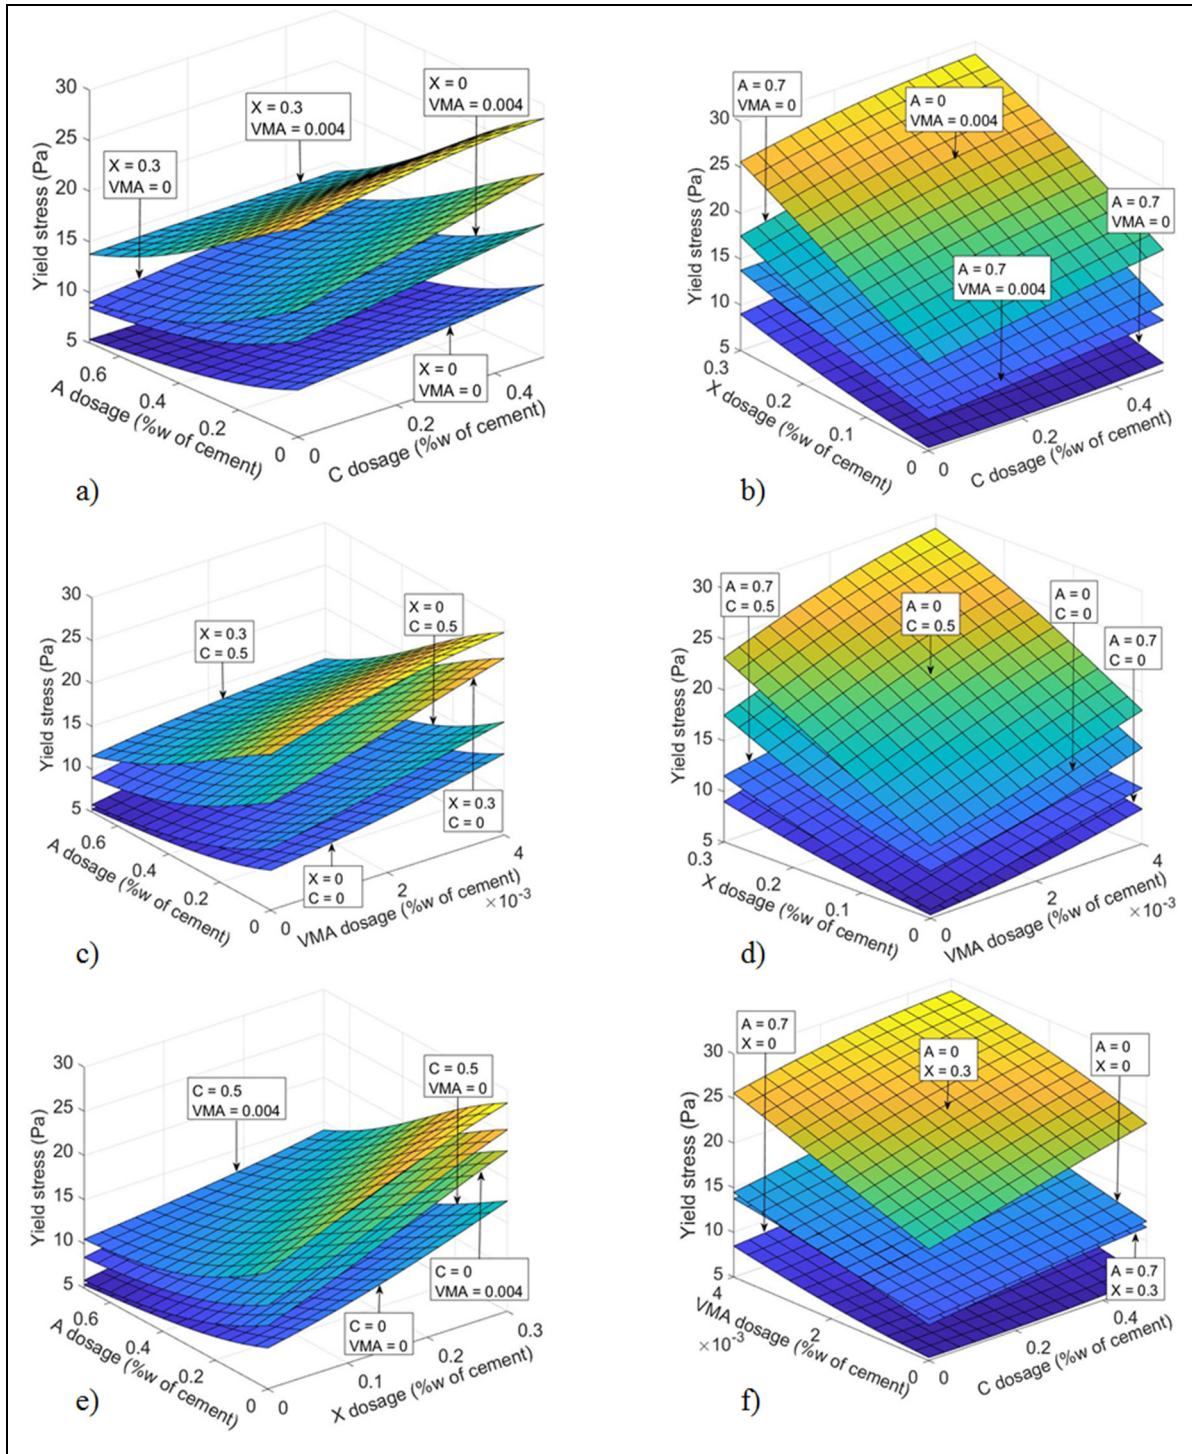 X = 0
VMA = 0.004
X = 0.3
VMA = 0.004
X = 0.3
VMA = 0
X = 0
VMA = 0
30
25
20
15
10
5
Yield stress (Pa)
0.6
0.4
0.2
0
A dosage (%w of cement)
0
0.2
0.4
C dosage (%w of cement)
a)
A = 0.7
VMA = 0
A = 0
VMA = 0.004
A = 0.7
VMA = 0
A = 0.7
VMA = 0.004
30
25
20
15
10
5
Yield stress (Pa)
0.3
0.2
0.1
0
X dosage (%w of cement)
0
0.2
0.4
C dosage (%w of cement)
b)
X = 0
C = 0.5
X = 0.3
C = 0.5
X = 0.3
C = 0
X = 0
C = 0
30
25
20
15
10
5
Yield stress (Pa)
0.6
0.4
0.2
0
A dosage (%w of cement)
0
2
4
×10-3
VMA dosage (%w of cement)
c)
A = 0.7
C = 0.5
A = 0
C = 0.5
A = 0
C = 0
A = 0.7
C = 0
30
25
20
15
10
5
Yield stress (Pa)
0.3
0.2
0.1
0
X dosage (%w of cement)
0
2
4
×10-3
VMA dosage (%w of cement)
d)
C = 0.5
VMA = 0
C = 0.5
VMA = 0.004
C = 0
VMA = 0.004
C = 0
VMA = 0
30
25
20
15
10
5
Yield stress (Pa)
0.6
0.4
0.2
0
A dosage (%w of cement)
0
0.1
0.2
0.3
X dosage (%w of cement)
e)
A = 0.7
X = 0
A = 0
X = 0.3
A = 0
X = 0
A = 0.7
X = 0.3
30
25
20
15
10
5
Yield stress (Pa)
4
2
0
×10-3
VMA dosage (%w of cement)
0
0.2
0.4
C dosage (%w of cement)
f)